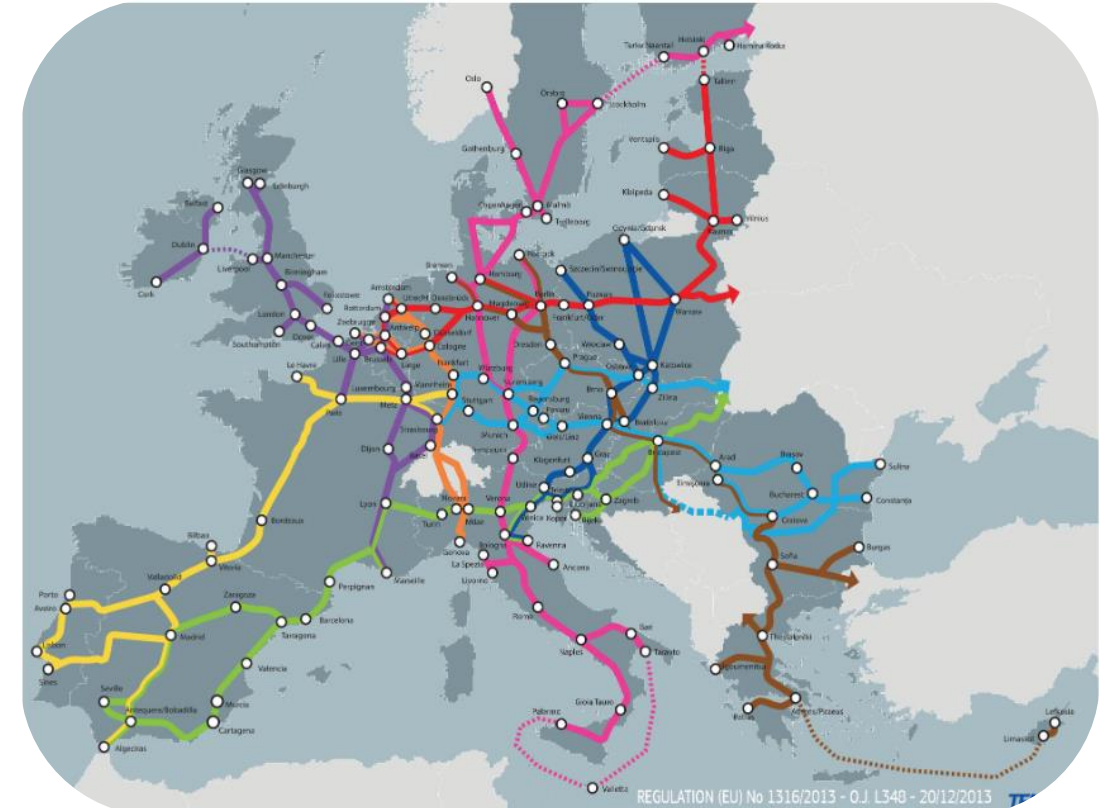 Helsinki
Hamina/Kotka
Turku/Naantali
Tallinn
Oslo
Örebro
Stockholm
Ventspils
Riga
Gothenburg
Glasgow
Edinburgh
Klaipeda
Belfast
Copenhagen
Malmö
Trelleborg
Vilnius
Kaunas
Gdynia/Gdansk
Dublin
Manchester
Liverpool
Rostock
Szczecin/Swinoujscie
Bremen
Hamburg
Birmingham
Cork
Felixstowe
Amsterdam
Utrecht
Osnabrück
Berlin
Poznan
Rotterdam
Magdeburg
Hannover
Frankfurt/Oder
Warsaw
London
Zeebrugge
Antwerp
Düsseldorf
Southampton
Dover
Calais
Cologne
Dresden
Wroclaw
Lille
Brussels
Liège
Prague
Katowice
Ostrava
Le Havre
Frankfurt
Würzburg
Luxembourg
Mannheim
Nuremberg
Brno
Zilina
Paris
Metz
Stuttgart
Regensburg
Passau
Strasbourg
Munich
Wels/Linz
Vienna
Bratislava
Dijon
Basel
Budapest
Klagenfurt
Graz
Arad
Brasov
Sulina
Udine
Timisoara
Lyon
Novara
Milan
Verona
Ljubljana
Zagreb
Bucharest
Constanta
Turin
Venice
Koper
Craiova
Bordeaux
Genova
Bologna
Ravenna
Bilbao
Vitoria
La Spezia
Ancona
Sofia
Burgas
Livorno
Marseille
Valladolid
Perpignan
Porto
Aveiro
Zaragoza
Rome
Barcelona
Tarragona
Madrid
Bari
Thessaloniki
Naples
Taranto
Lisbon
Valencia
Igoumenitsa
Sines
Seville
Murcia
Gioia Tauro
Patras
Athens/Piraeus
Antequera/Bobadilla
Palermo
Cartagena
Lefkosia
Limassol
Algeciras
Valletta
REGULATION (EU) No 1316/2013 - O.J. L348 - 20/12/2013